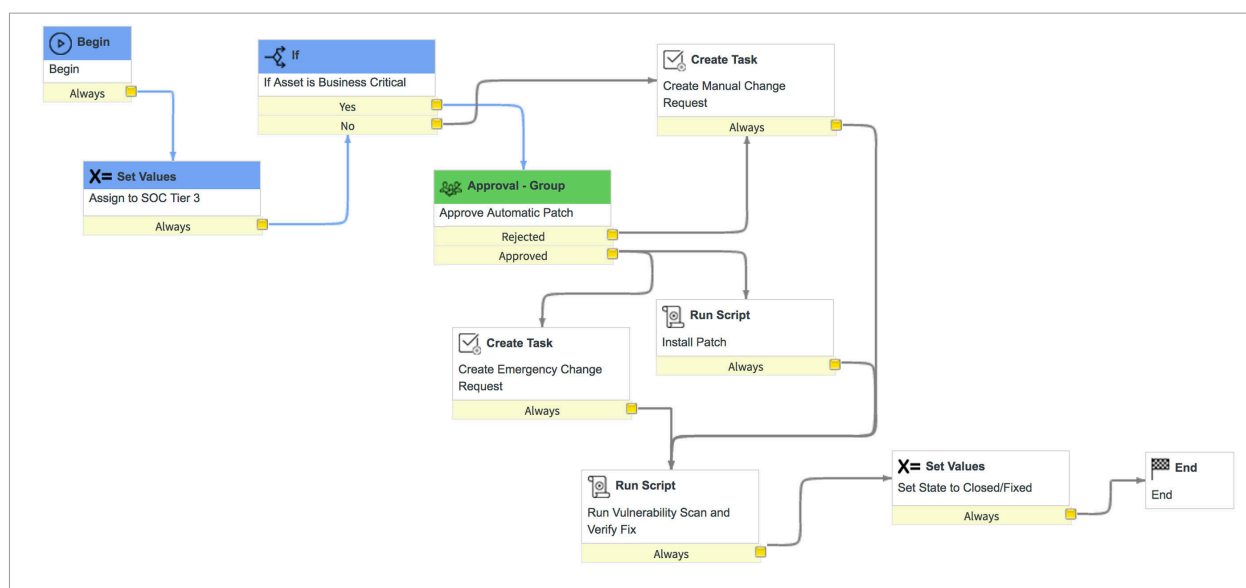 Begin
Begin
Always
If
If Asset is Business Critical
Yes
No
Create Task
Create Manual Change
Request
Always
X= Set Values
Assign to SOC Tier 3
Always
Approval - Group
Approve Automatic Patch
Rejected
Approved
Run Script
Install Patch
Always
Create Task
Create Emergency Change
Request
Always
Run Script
Run Vulnerability Scan and
Verify Fix
Always
X= Set Values
Set State to Closed/Fixed
Always
End
End